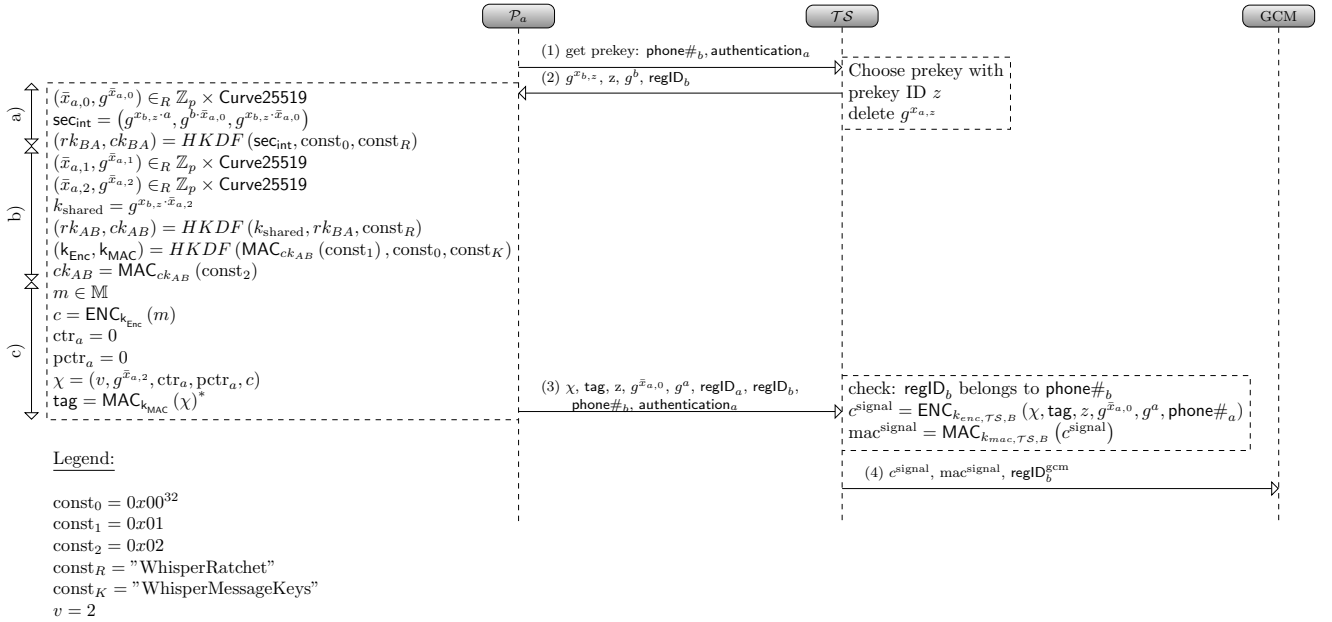 𝒫ₐ
𝒯𝒮
GCM
(1) get prekey: phone#_b, authentication_a
(2) g^{x_{b,z}}, z, g^b, regID_b
Choose prekey with
prekey ID z
delete g^{x_{a,z}}
a)
(x̄_{a,0}, g^{x̄_{a,0}}) ∈_R ℤ_p × Curve25519
sec_int = (g^{x_{b,z}·a}, g^{b·x̄_{a,0}}, g^{x_{b,z}·x̄_{a,0}})
(rk_{BA}, ck_{BA}) = HKDF (sec_int, const_0, const_R)
b)
(x̄_{a,1}, g^{x̄_{a,1}}) ∈_R ℤ_p × Curve25519
(x̄_{a,2}, g^{x̄_{a,2}}) ∈_R ℤ_p × Curve25519
k_shared = g^{x_{b,z}·x̄_{a,2}}
(rk_{AB}, ck_{AB}) = HKDF (k_shared, rk_{BA}, const_R)
(k_Enc, k_MAC) = HKDF (MAC_{ck_{AB}} (const_1) , const_0, const_K)
ck_{AB} = MAC_{ck_{AB}} (const_2)
c)
m ∈ 𝕄
c = ENC_{k_Enc} (m)
ctr_a = 0
pctr_a = 0
χ = (v, g^{x̄_{a,2}}, ctr_a, pctr_a, c)
tag = MAC_{k_MAC} (χ)*
(3) χ, tag, z, g^{x̄_{a,0}}, g^a, regID_a, regID_b,
phone#_b, authentication_a
check: regID_b belongs to phone#_b
c^signal = ENC_{k_{enc,𝒯𝒮,B}} (χ, tag, z, g^{x̄_{a,0}}, g^a, phone#_a)
mac^signal = MAC_{k_{mac,𝒯𝒮,B}} (c^signal)
(4) c^signal, mac^signal, regID_b^gcm
Legend:
const_0 = 0x00^{32}
const_1 = 0x01
const_2 = 0x02
const_R = ”WhisperRatchet”
const_K = ”WhisperMessageKeys”
v = 2